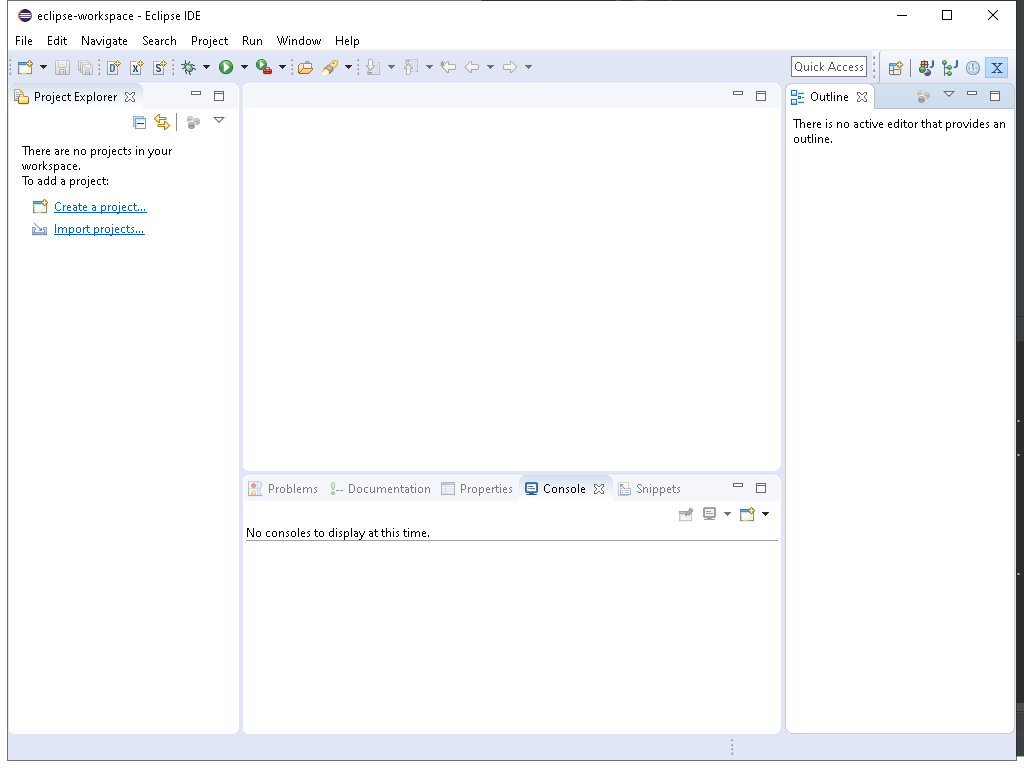 eclipse-workspace - Eclipse IDE
File Edit Navigate Search Project Run Window Help
Quick Access
Project Explorer
There are no projects in your
workspace.
To add a project:
Create a project...
Import projects...
Outline
There is no active editor that provides an
outline.
Problems Documentation Properties Console Snippets
No consoles to display at this time.